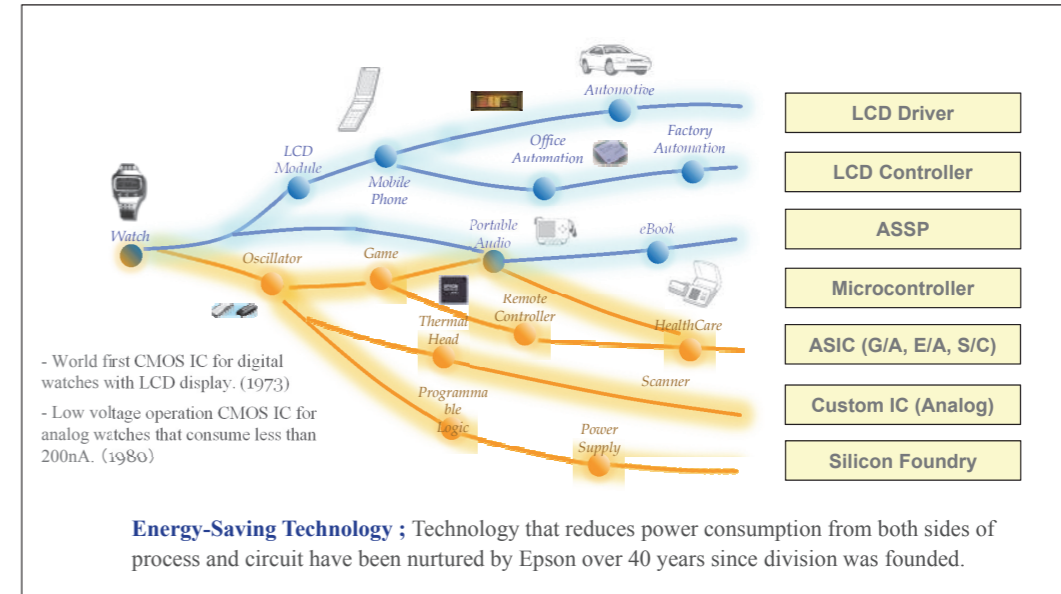 Automotive
LCD
Module
Office
Automation
Factory
Automation
Mobile
Phone
Watch
Portable
Audio
eBook
Oscillator
Game
Remote
Controller
Thermal
Head
HealthCare
Scanner
Programma
ble
Logic
Power
Supply
EPSON
- World first CMOS IC for digital
watches with LCD display. (1973)
- Low voltage operation CMOS IC for
analog watches that consume less than
200nA. (1980)
LCD Driver
LCD Controller
ASSP
Microcontroller
ASIC (G/A, E/A, S/C)
Custom IC (Analog)
Silicon Foundry
Energy-Saving Technology ; Technology that reduces power consumption from both sides of
process and circuit have been nurtured by Epson over 40 years since division was founded.